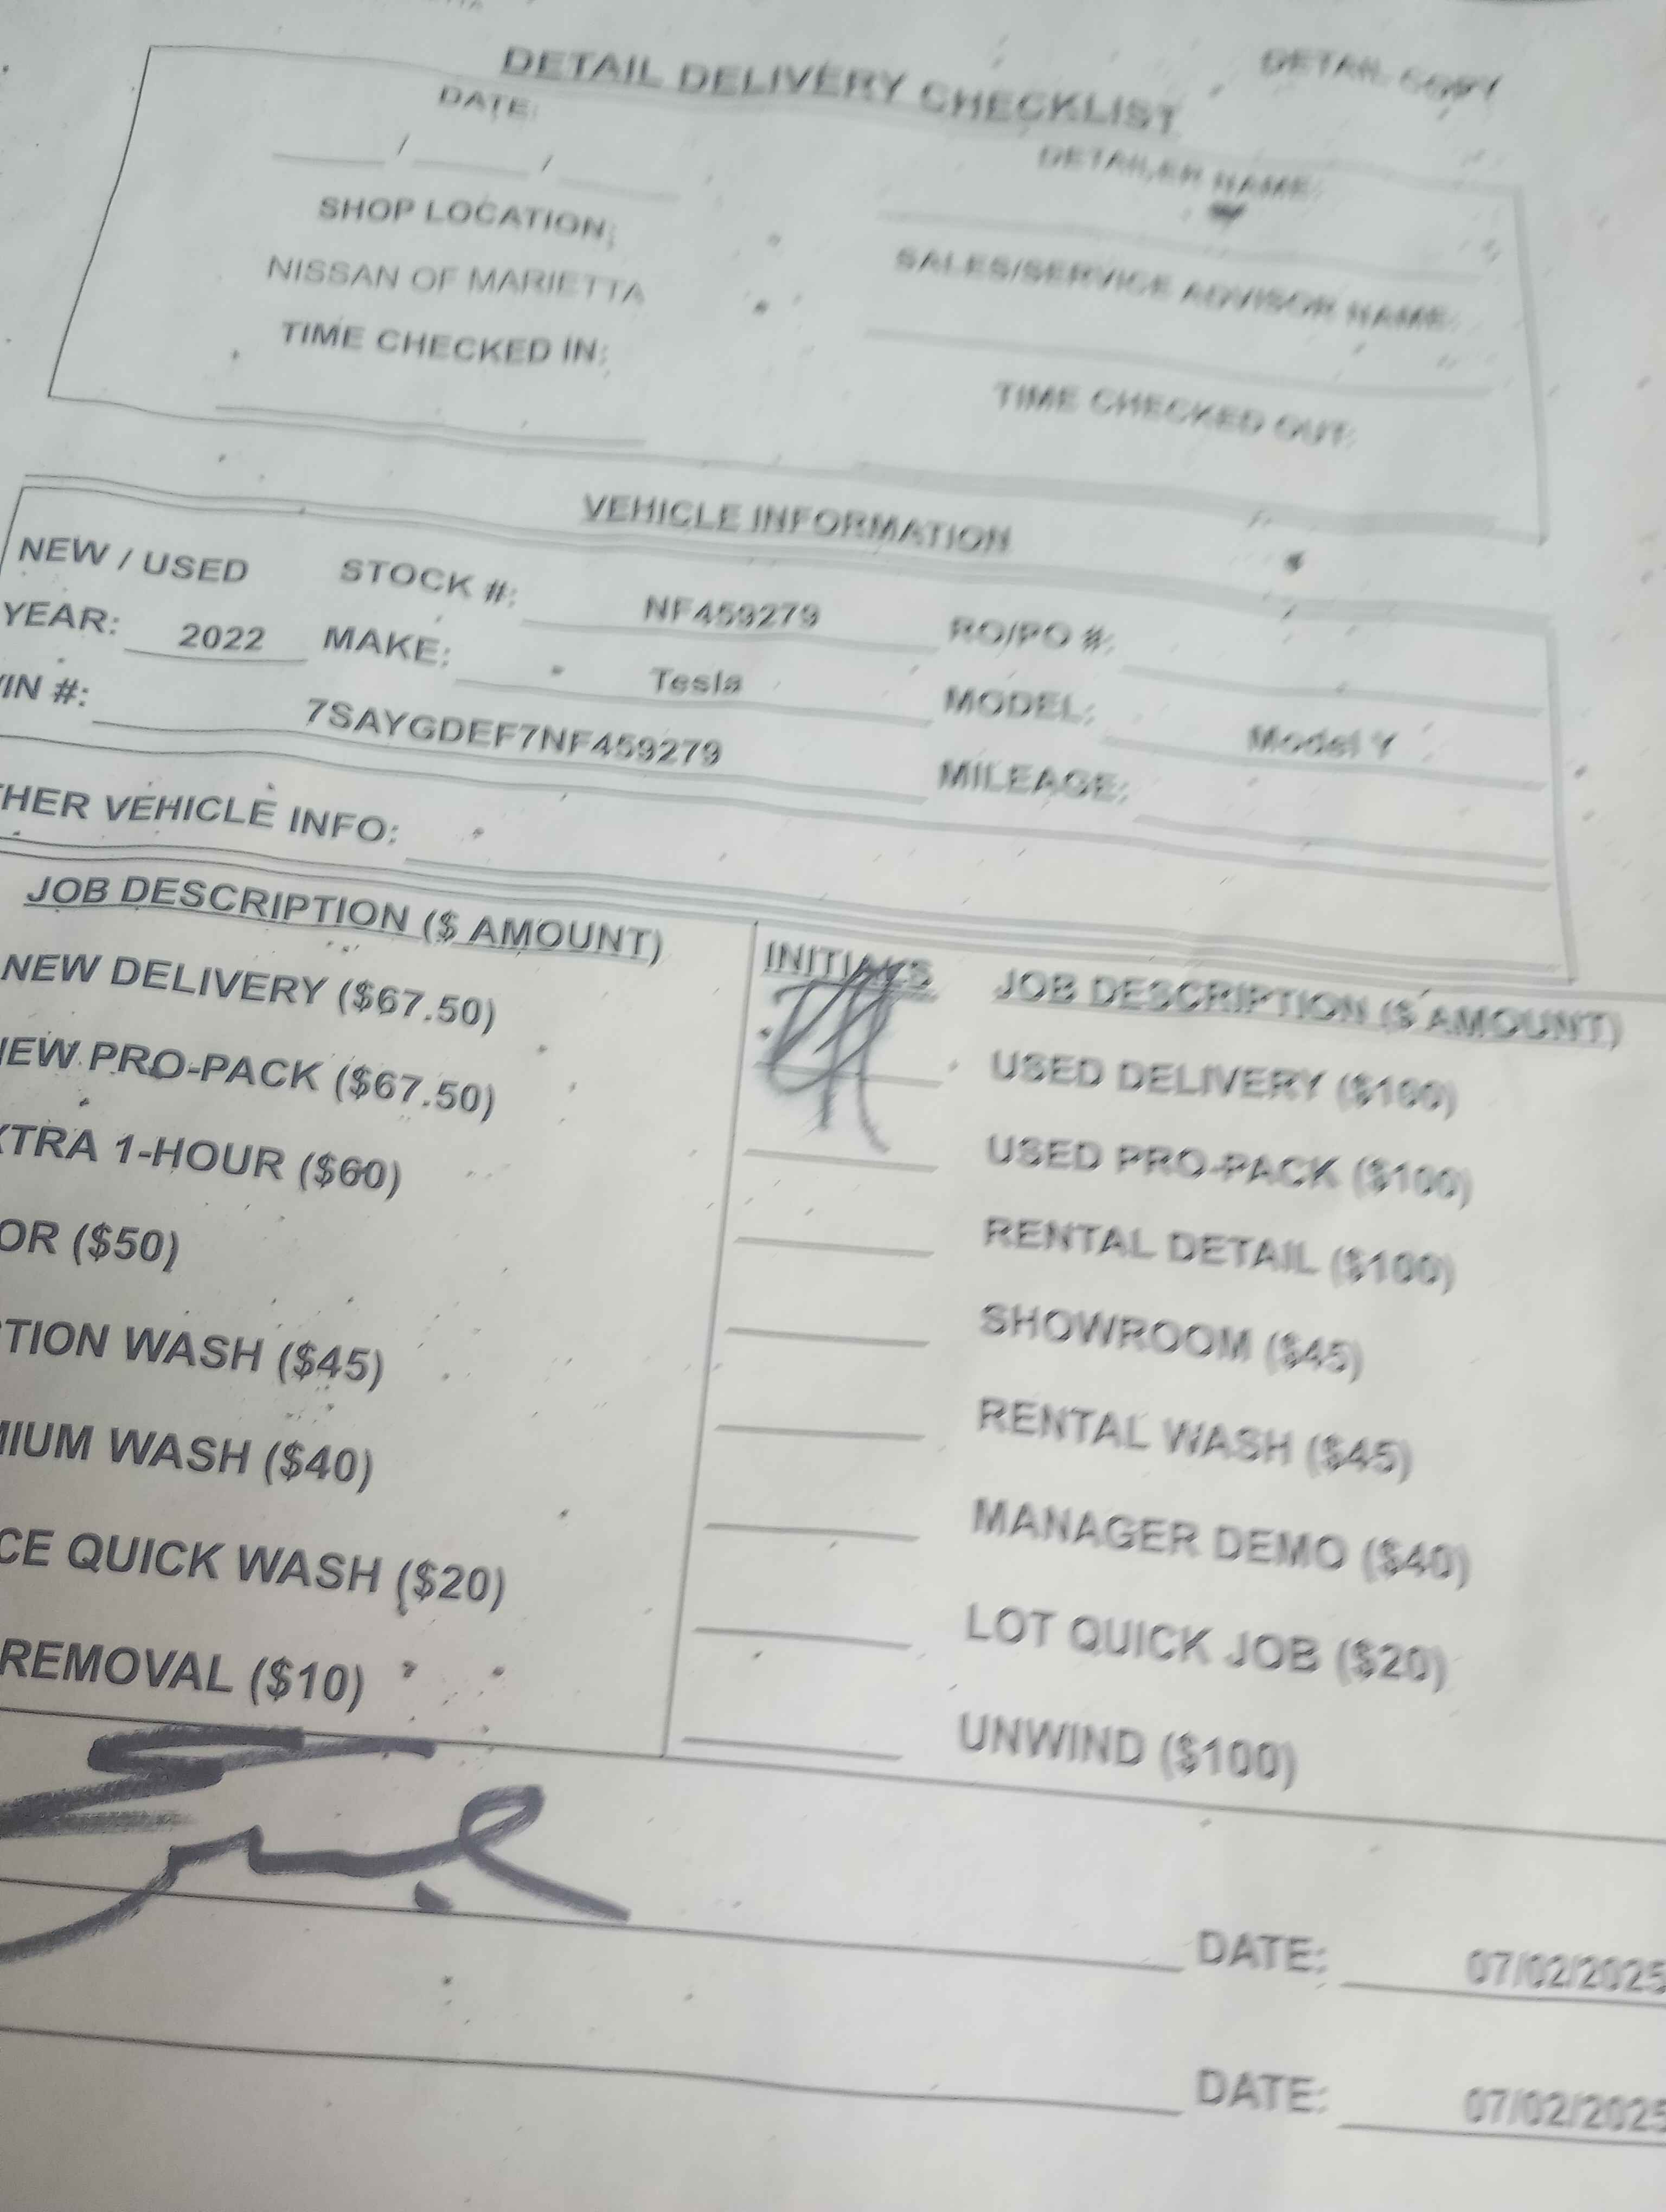 DETAIL COPY
DETAIL DELIVERY CHECKLIST
DATE:
DETAILER NAME:
/ /
SHOP LOCATION:
SALES/SERVICE ADVISOR NAME:
NISSAN OF MARIETTA
TIME CHECKED IN:
TIME CHECKED OUT:
VEHICLE INFORMATION
NEW / USED STOCK #: NF459279 RO/PO #:
YEAR: 2022 MAKE: Tesla MODEL: Model Y
VIN #: 7SAYGDEF7NF459279 MILEAGE:
HER VEHICLE INFO:
JOB DESCRIPTION ($ AMOUNT) INITIALS JOB DESCRIPTION ($ AMOUNT)
NEW DELIVERY ($67.50) USED DELIVERY ($100)
NEW PRO-PACK ($67.50) USED PRO-PACK ($100)
XTRA 1-HOUR ($60) RENTAL DETAIL ($100)
OR ($50) SHOWROOM ($45)
TION WASH ($45) RENTAL WASH ($45)
MIUM WASH ($40) MANAGER DEMO ($40)
CE QUICK WASH ($20) LOT QUICK JOB ($20)
REMOVAL ($10) UNWIND ($100)
DATE: 07/02/2025
DATE: 07/02/2025